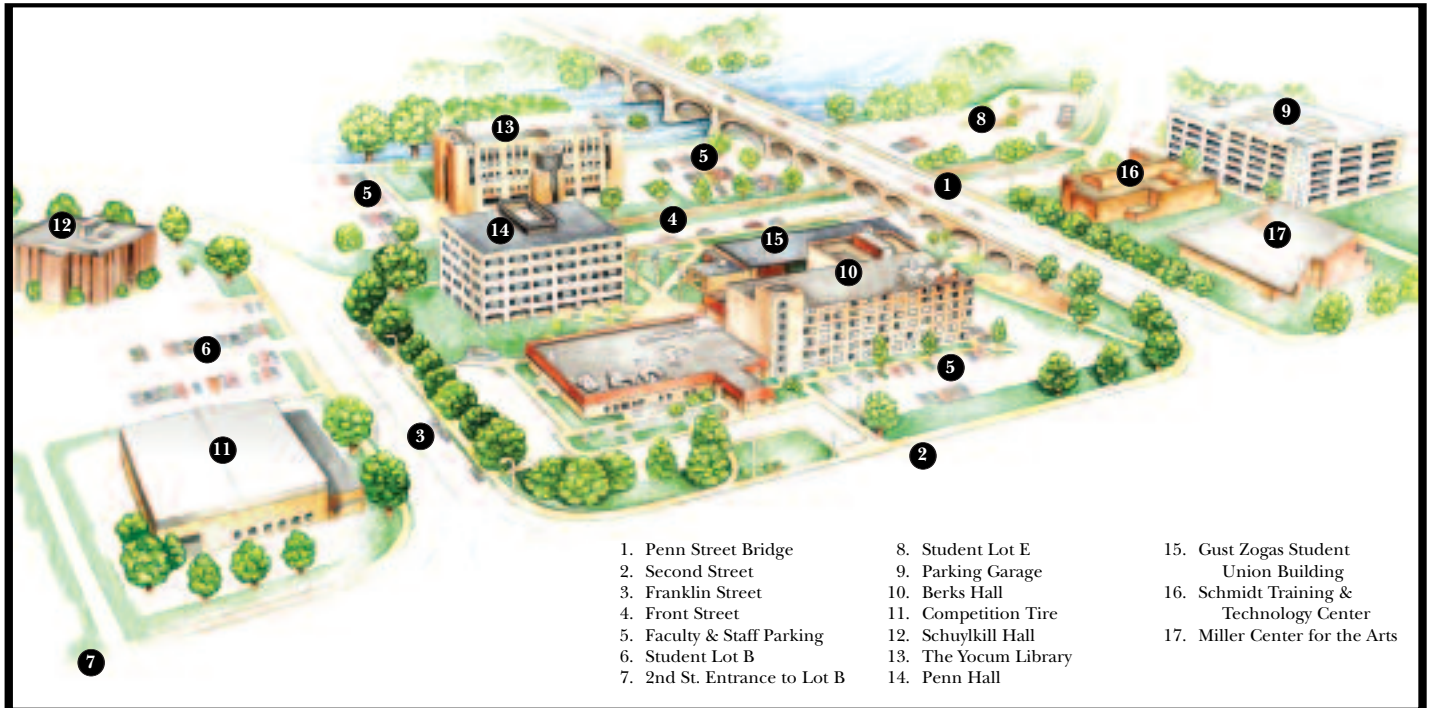 13
9
8
5
1
16
5
12
4
14
15
17
10
6
5
3
11
2
7
1. Penn Street Bridge
2. Second Street
3. Franklin Street
4. Front Street
5. Faculty & Staff Parking
6. Student Lot B
7. 2nd St. Entrance to Lot B
8. Student Lot E
9. Parking Garage
10. Berks Hall
11. Competition Tire
12. Schuylkill Hall
13. The Yocum Library
14. Penn Hall
15. Gust Zogas Student
Union Building
16. Schmidt Training &
Technology Center
17. Miller Center for the Arts